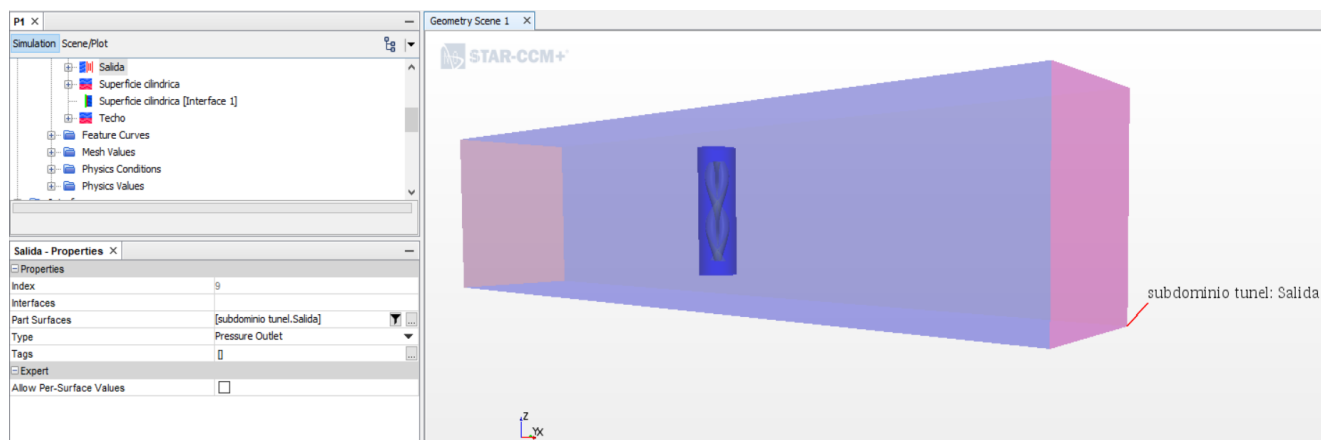 P1
Simulation Scene/Plot
Salida
Superficie cilindrica
Superficie cilindrica [Interface 1]
Techo
Feature Curves
Mesh Values
Physics Conditions
Physics Values
Salida - Properties
Properties
Index 9
Interfaces
Part Surfaces [subdominio tunel.Salida]
Type Pressure Outlet
Tags []
Expert
Allow Per-Surface Values
Geometry Scene 1
STAR-CCM+
subdominio tunel: Salida
Z
YX